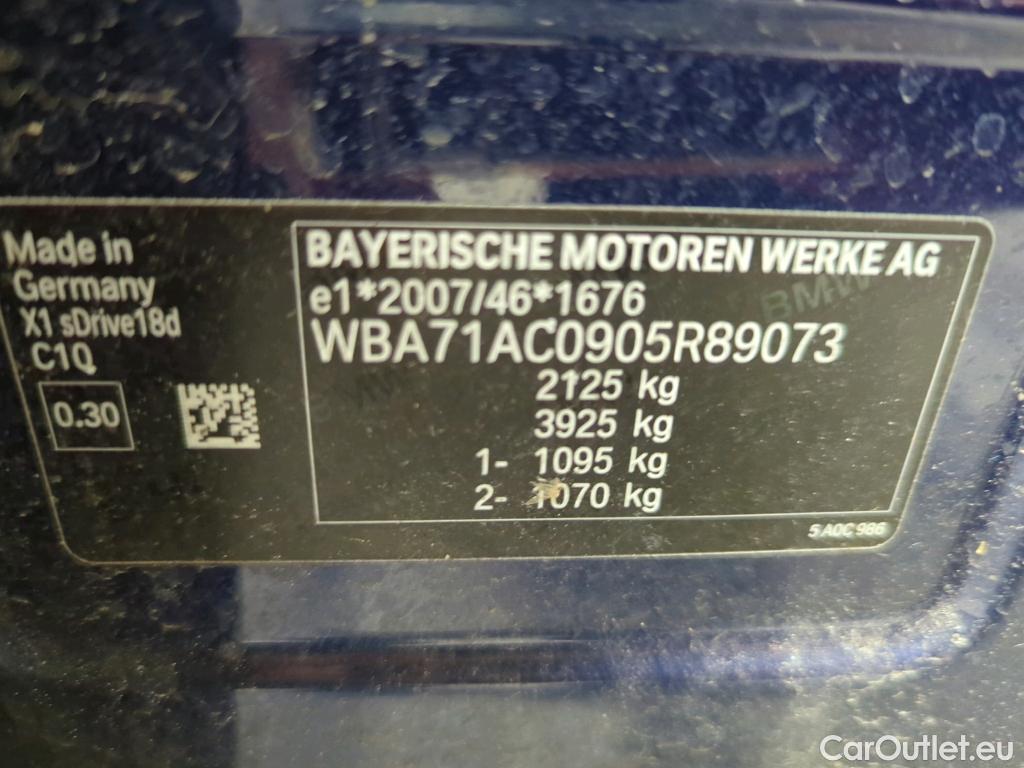 Made in
Germany
X1 sDrive18d
C1Q
0.30
BAYERISCHE MOTOREN WERKE AG
e1*2007/46*1676
BMW
WBA71AC0905R89073
2125 kg
3925 kg
1- 1095 kg
2- 1070 kg
5 A0C 986
CarOutlet.eu